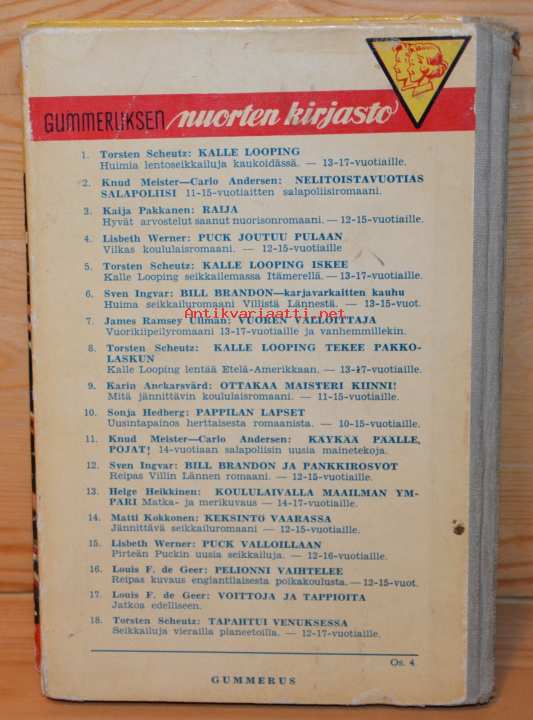 GUMMERUKSEN nuorten kirjasto
1. Torsten Scheutz: KALLE LOOPING
Huimia lentoseikkailuja kaukoidässä. — 13-17-vuotiaille.
2. Knud Meister—Carlo Andersen: NELITOISTAVUOTIAS
SALAPOLIISI 11-15-vuotiaitten salapoliisiromaani.
3. Kaija Pakkanen: RAIJA
Hyvät arvostelut saanut nuorisonromaani. — 12-15-vuotiaille.
4. Lisbeth Werner: PUCK JOUTUU PULAAN
Vilkas koululaisromaani. — 12-15-vuotiaille
5. Torsten Scheutz: KALLE LOOPING ISKEE
Kalle Looping seikkailemassa Itämerellä. — 13-17-vuotiaille.
6. Sven Ingvar: BILL BRANDON—karjavarkaitten kauhu
Huima seikkailuromaani Villistä Lännestä. — 13-15-vuot.
Antikvariaatti.net
7. James Ramsey Ullman: VUOREN VALLOITTAJA
Vuorikiipeilyromaani 13-17-vuotiaille ja vanhemmillekin.
8. Torsten Scheutz: KALLE LOOPING TEKEE PAKKO-
LASKUN
Kalle Looping lentää Etelä-Amerikkaan. — 13-17-vuotiaille.
9. Karin Anckarsvärd: OTTAKAA MAISTERI KIINNI!
Mitä jännittävin koululaisromaani. — 11-15-vuotiaille.
10. Sonja Hedberg: PAPPILAN LAPSET
Uusintapainos herttaisesta romaanista. — 10-15-vuotiaille.
11. Knud Meister—Carlo Andersen: KÄYKÄÄ PÄÄLLE,
POJAT! 14-vuotiaan salapoliisin uusia mainetekoja.
12. Sven Ingvar: BILL BRANDON JA PANKKIROSVOT
Reipas Villin Lännen romaani. — 12-15-vuotiaille.
13. Helge Heikkinen: KOULULAIVALLA MAAILMAN YM-
PÄRI Matka- ja merikuvaus — 14-17-vuotiaille.
14. Matti Kokkonen: KEKSINTÖ VAARASSA
Jännittävä seikkailuromaani — 12-15-vuotiaille.
15. Lisbeth Werner: PUCK VALLOILLAAN
Pirteän Puckin uusia seikkailuja. — 12-16-vuotiaille.
16. Louis F. de Geer: PELIONNI VAIHTELEE
Reipas kuvaus englantilaisesta poikakoulusta. — 12-15-vuot.
17. Louis F. de Geer: VOITTOJA JA TAPPIOITA
Jatkoa edelliseen.
18. Torsten Scheutz: TAPAHTUI VENUKSESSA
Seikkailuja vierailla planeetoilla. — 12-17-vuotiaille.
Os. 4.
GUMMERUS